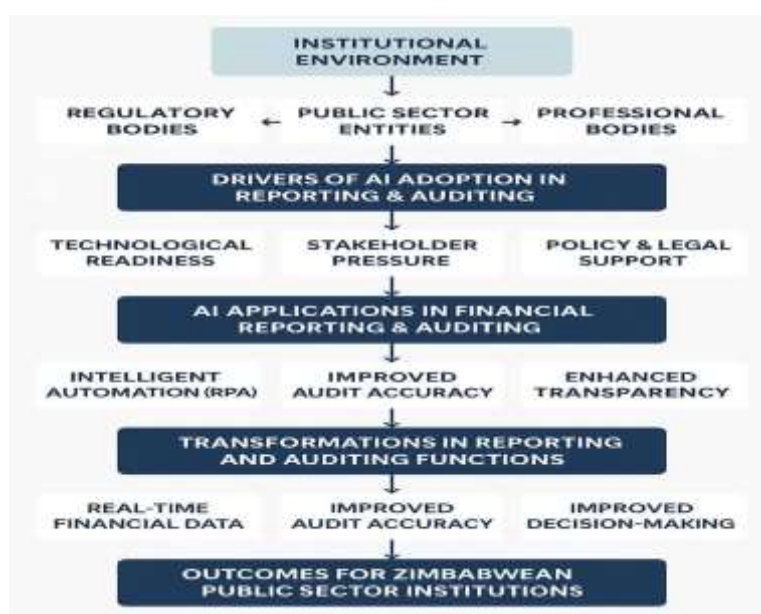 INSTITUTIONAL
ENVIRONMENT
REGULATORY
BODIES
PUBLIC SECTOR
ENTITIES
PROFESSIONAL
BODIES
DRIVERS OF AI ADOPTION IN
REPORTING & AUDITING
TECHNOLOGICAL
READINESS
STAKEHOLDER
PRESSURE
POLICY & LEGAL
SUPPORT
AI APPLICATIONS IN FINANCIAL
REPORTING & AUDITING
INTELLIGENT
AUTOMATION (RPA)
IMPROVED
AUDIT ACCURACY
ENHANCED
TRANSPARENCY
TRANSFORMATIONS IN REPORTING
AND AUDITING FUNCTIONS
REAL-TIME
FINANCIAL DATA
IMPROVED
AUDIT ACCURACY
IMPROVED
DECISION-MAKING
OUTCOMES FOR ZIMBABWEAN
PUBLIC SECTOR INSTITUTIONS